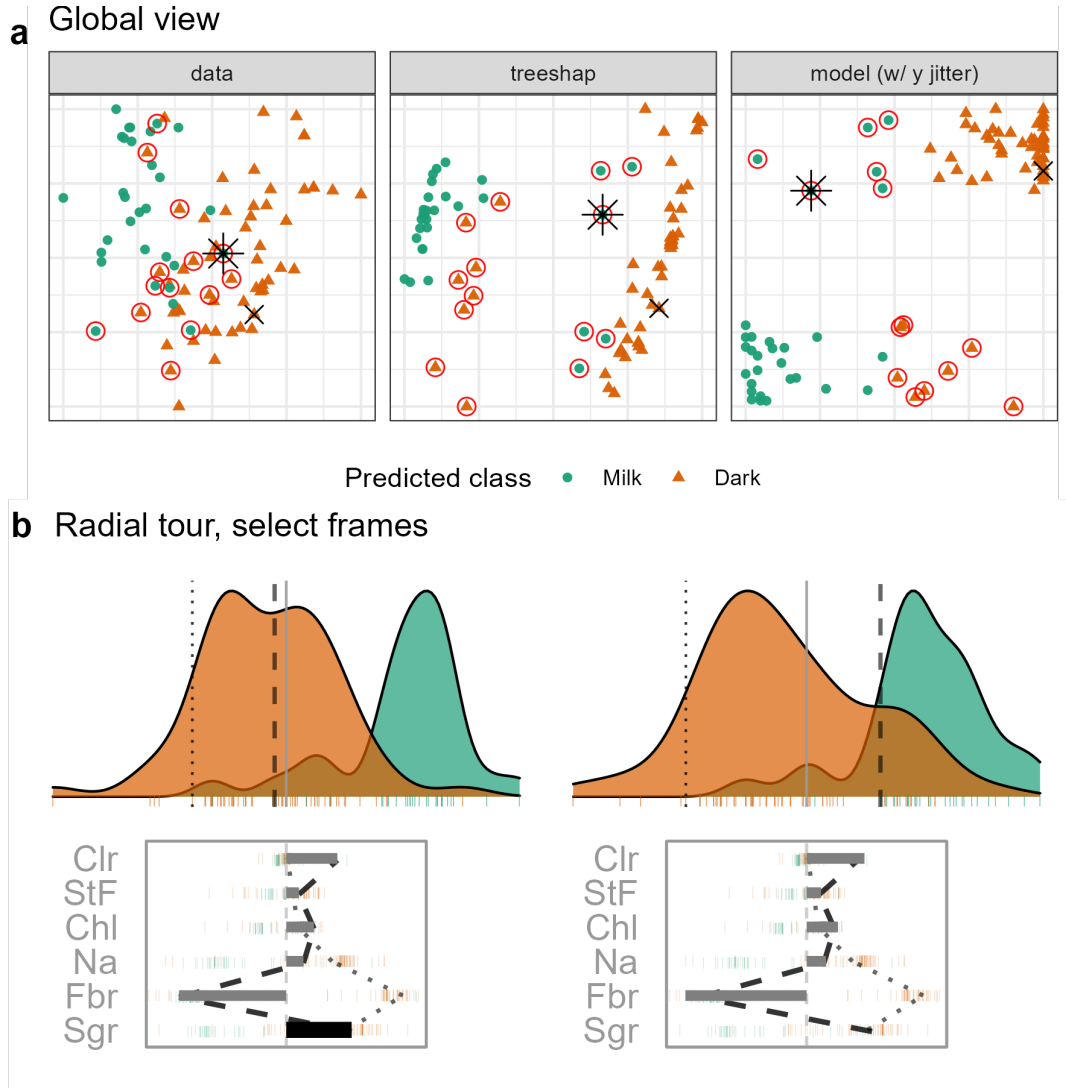 a Global view
data treeshap model (w/ y jitter)
Predicted class Milk Dark
b Radial tour, select frames
Clr Clr
StF StF
Chl Chl
Na Na
Fbr Fbr
Sgr Sgr